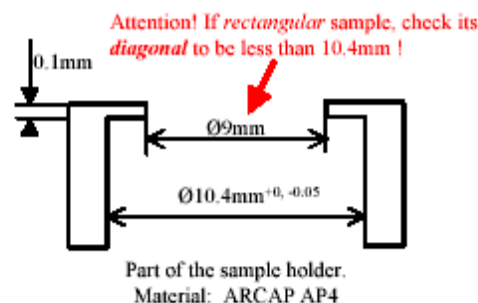 Attention! If rectangular sample, check its
diagonal to be less than 10.4mm !
0.1mm
Ø9mm
Ø10.4mm+0, -0.05
Part of the sample holder.
Material: ARCAP AP4